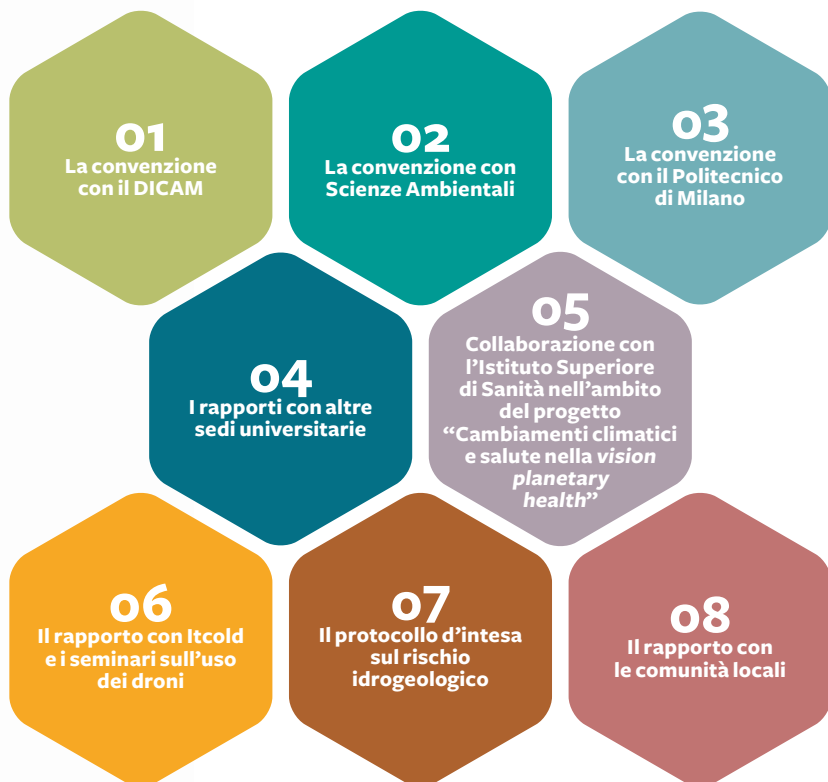 01
La convenzione
con il DICAM
02
La convenzione con
Scienze Ambientali
03
La convenzione
con il Politecnico
di Milano
04
I rapporti con altre
sedi universitarie
05
Collaborazione con
l’Istituto Superiore
di Sanità nell’ambito
del progetto
“Cambiamenti climatici
e salute nella vision
planetary
health”
06
Il rapporto con Itcold
e i seminari sull’uso
dei droni
07
Il protocollo d’intesa
sul rischio
idrogeologico
08
Il rapporto con
le comunità locali